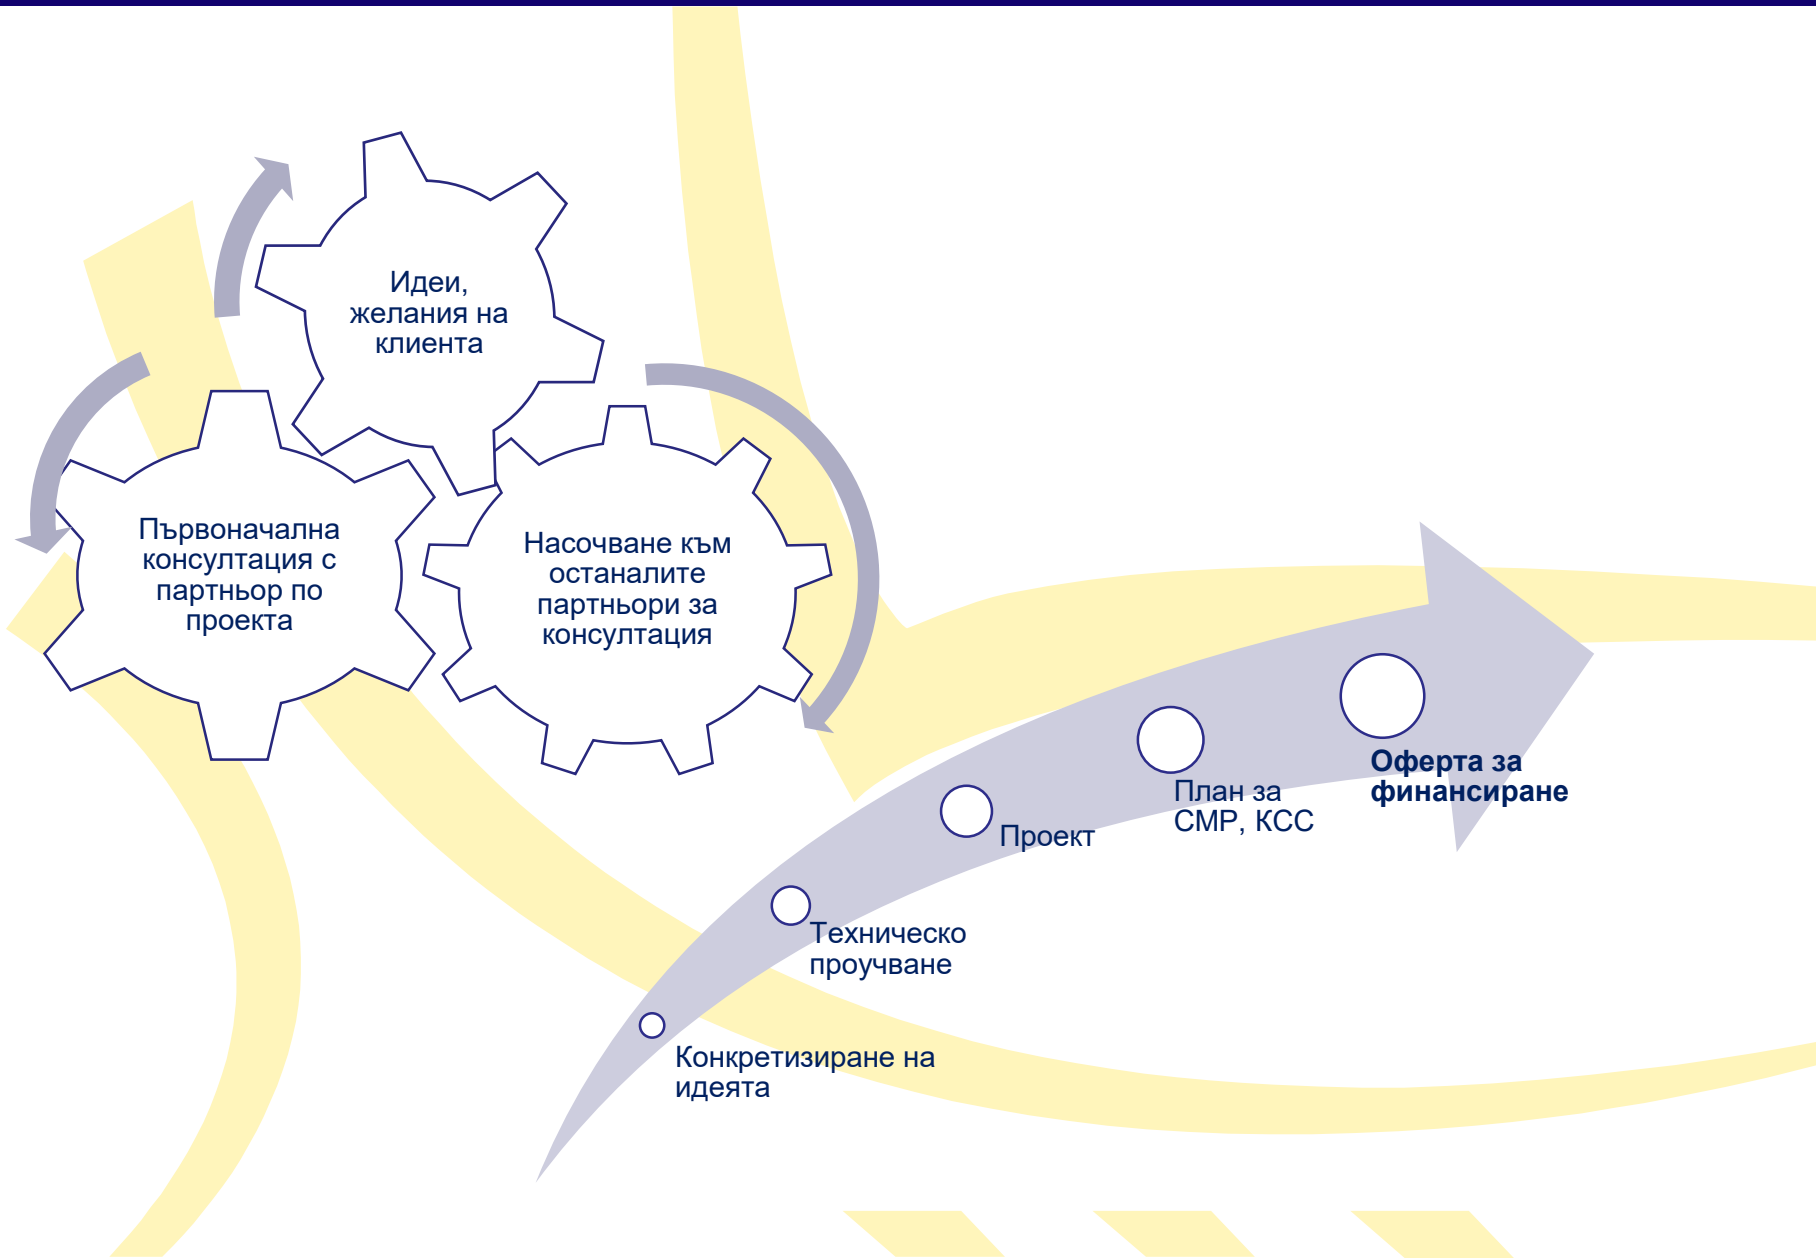 Идеи,
желания на
клиента
Първоначална
консултация с
партньор по
проекта
Насочване към
останалите
партньори за
консултация
Конкретизиране на
идеята
Техническо
проучване
Проект
План за
СМР, КСС
Оферта за
финансиране